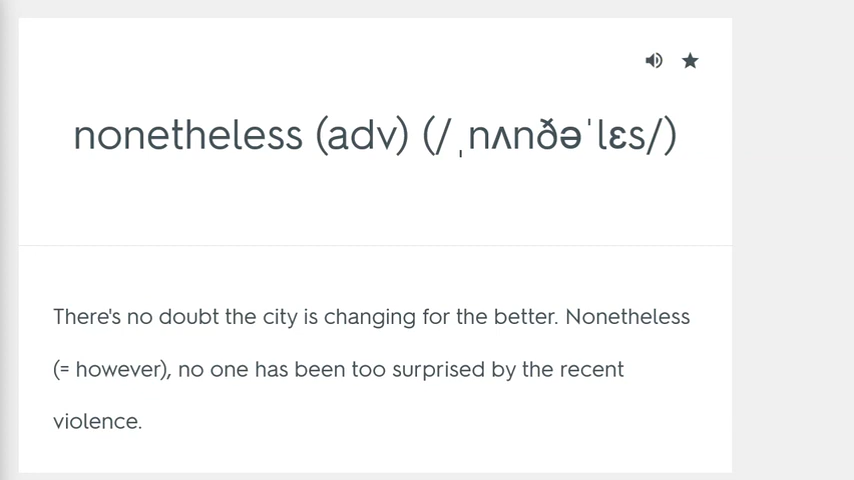 nonetheless (adv) (/ˌnʌnðəˈlɛs/)
There's no doubt the city is changing for the better. Nonetheless
(= however), no one has been too surprised by the recent
violence.